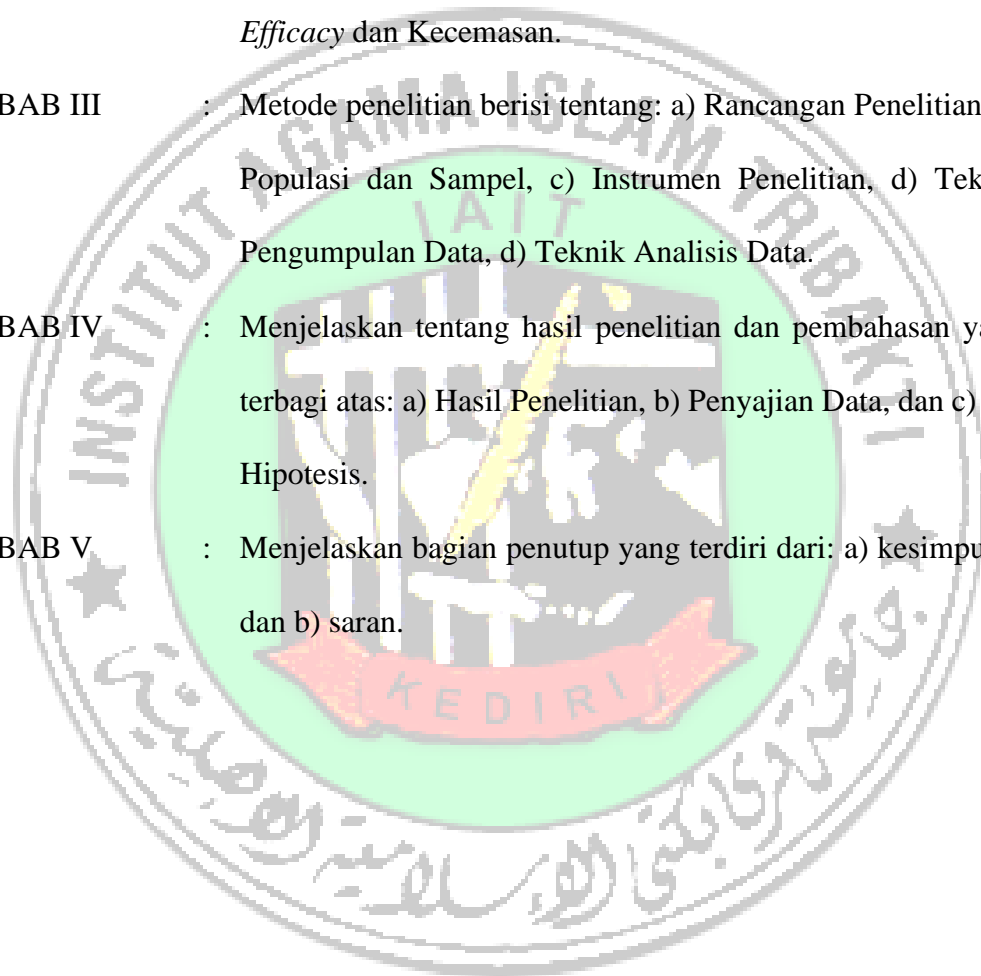 Efficacy dan Kecemasan.
BAB III : Metode penelitian berisi tentang: a) Rancangan Penelitian
Populasi dan Sampel, c) Instrumen Penelitian, d) Tek
Pengumpulan Data, d) Teknik Analisis Data.
BAB IV : Menjelaskan tentang hasil penelitian dan pembahasan ya
terbagi atas: a) Hasil Penelitian, b) Penyajian Data, dan c)
Hipotesis.
BAB V : Menjelaskan bagian penutup yang terdiri dari: a) kesimpu
dan b) saran.
INSTITUT AGAMA ISLAM TRIBAKTI
IAIT
KEDIRI